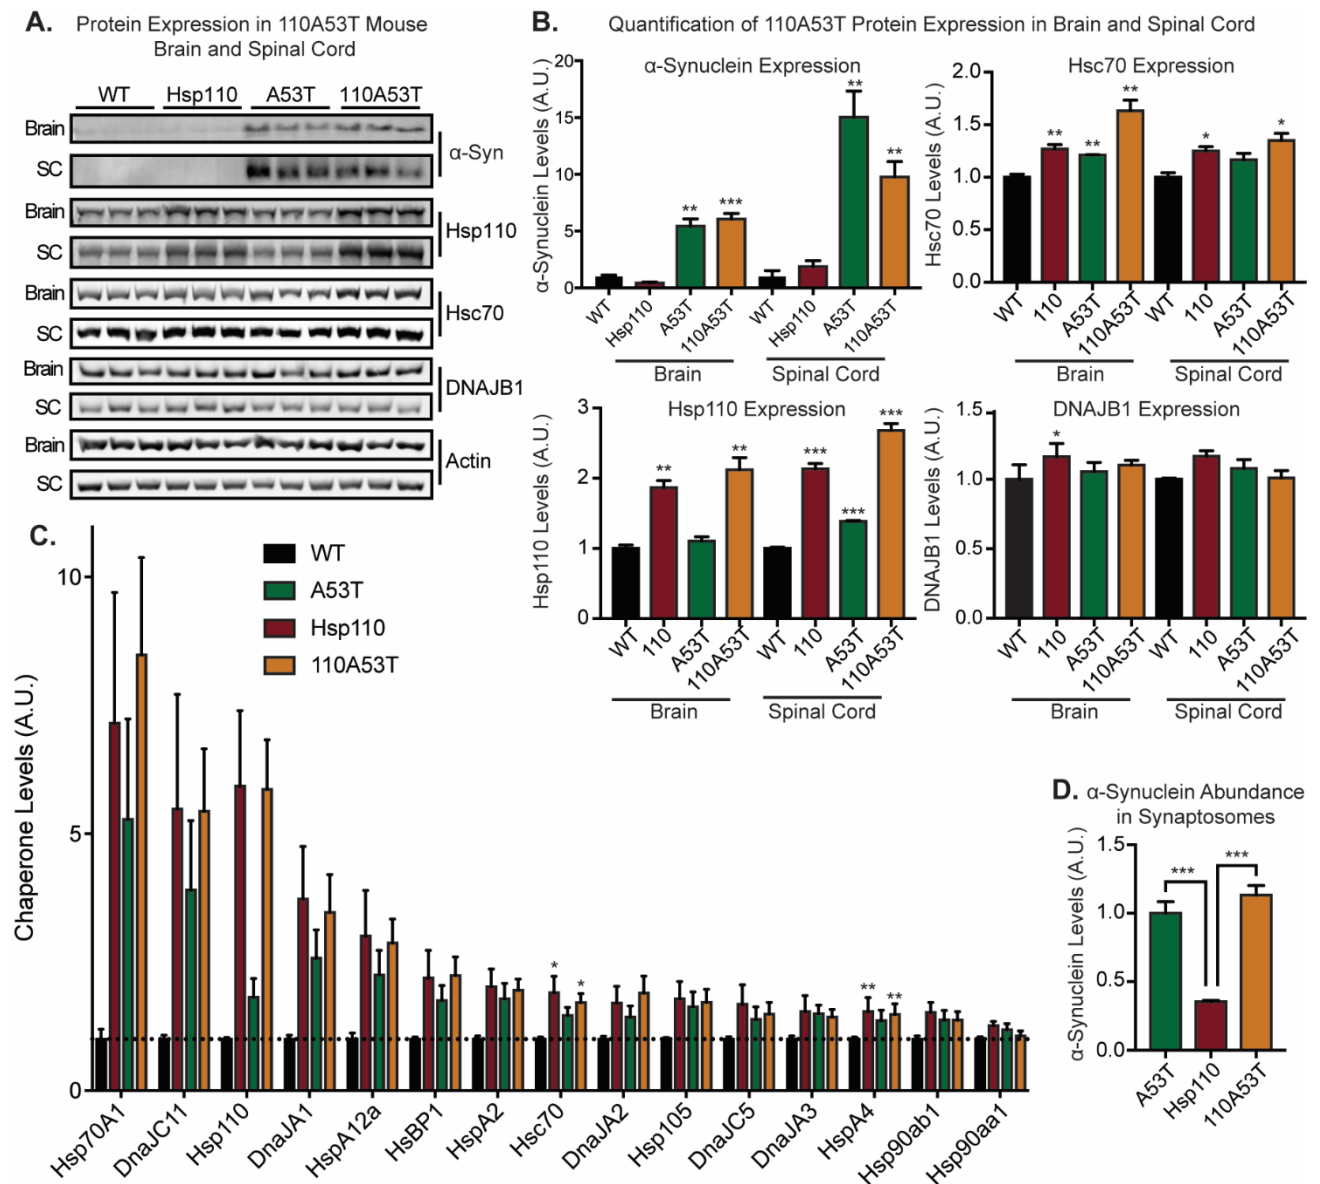 A. Protein Expression in 110A53T Mouse
Brain and Spinal Cord
WT Hsp110 A53T 110A53T
Brain
SC
α-Syn
Brain
SC
Hsp110
Brain
SC
Hsc70
Brain
SC
DNAJB1
Brain
SC
Actin
B. Quantification of 110A53T Protein Expression in Brain and Spinal Cord
α-Synuclein Expression
α-Synuclein Levels (A.U.)
20
15
10
5
0
** *** ** **
WT Hsp110 A53T 110A53T WT Hsp110 A53T 110A53T
Brain Spinal Cord
Hsc70 Expression
Hsc70 Levels (A.U.)
2.0
1.5
1.0
0.5
0.0
** ** ** * *
WT 110 A53T 110A53T WT 110 A53T 110A53T
Brain Spinal Cord
Hsp110 Expression
Hsp110 Levels (A.U.)
3
2
1
0
** ** *** *** ***
WT 110 A53T 110A53T WT 110 A53T 110A53T
Brain Spinal Cord
DNAJB1 Expression
DNAJB1 Levels (A.U.)
1.5
1.0
0.5
0.0
*
WT 110 A53T 110A53T WT 110 A53T 110A53T
Brain Spinal Cord
C.
WT
A53T
Hsp110
110A53T
Chaperone Levels (A.U.)
10
5
0
* * ** **
Hsp70A1 DnaJC11 Hsp110 DnaJA1 HspA12a HsBP1 HspA2 Hsc70 DnaJA2 Hsp105 DnaJC5 DnaJA3 HspA4 Hsp90ab1 Hsp90aa1
D. α-Synuclein Abundance
in Synaptosomes
α-Synuclein Levels (A.U.)
1.5
1.0
0.5
0.0
*** ***
A53T Hsp110 110A53T